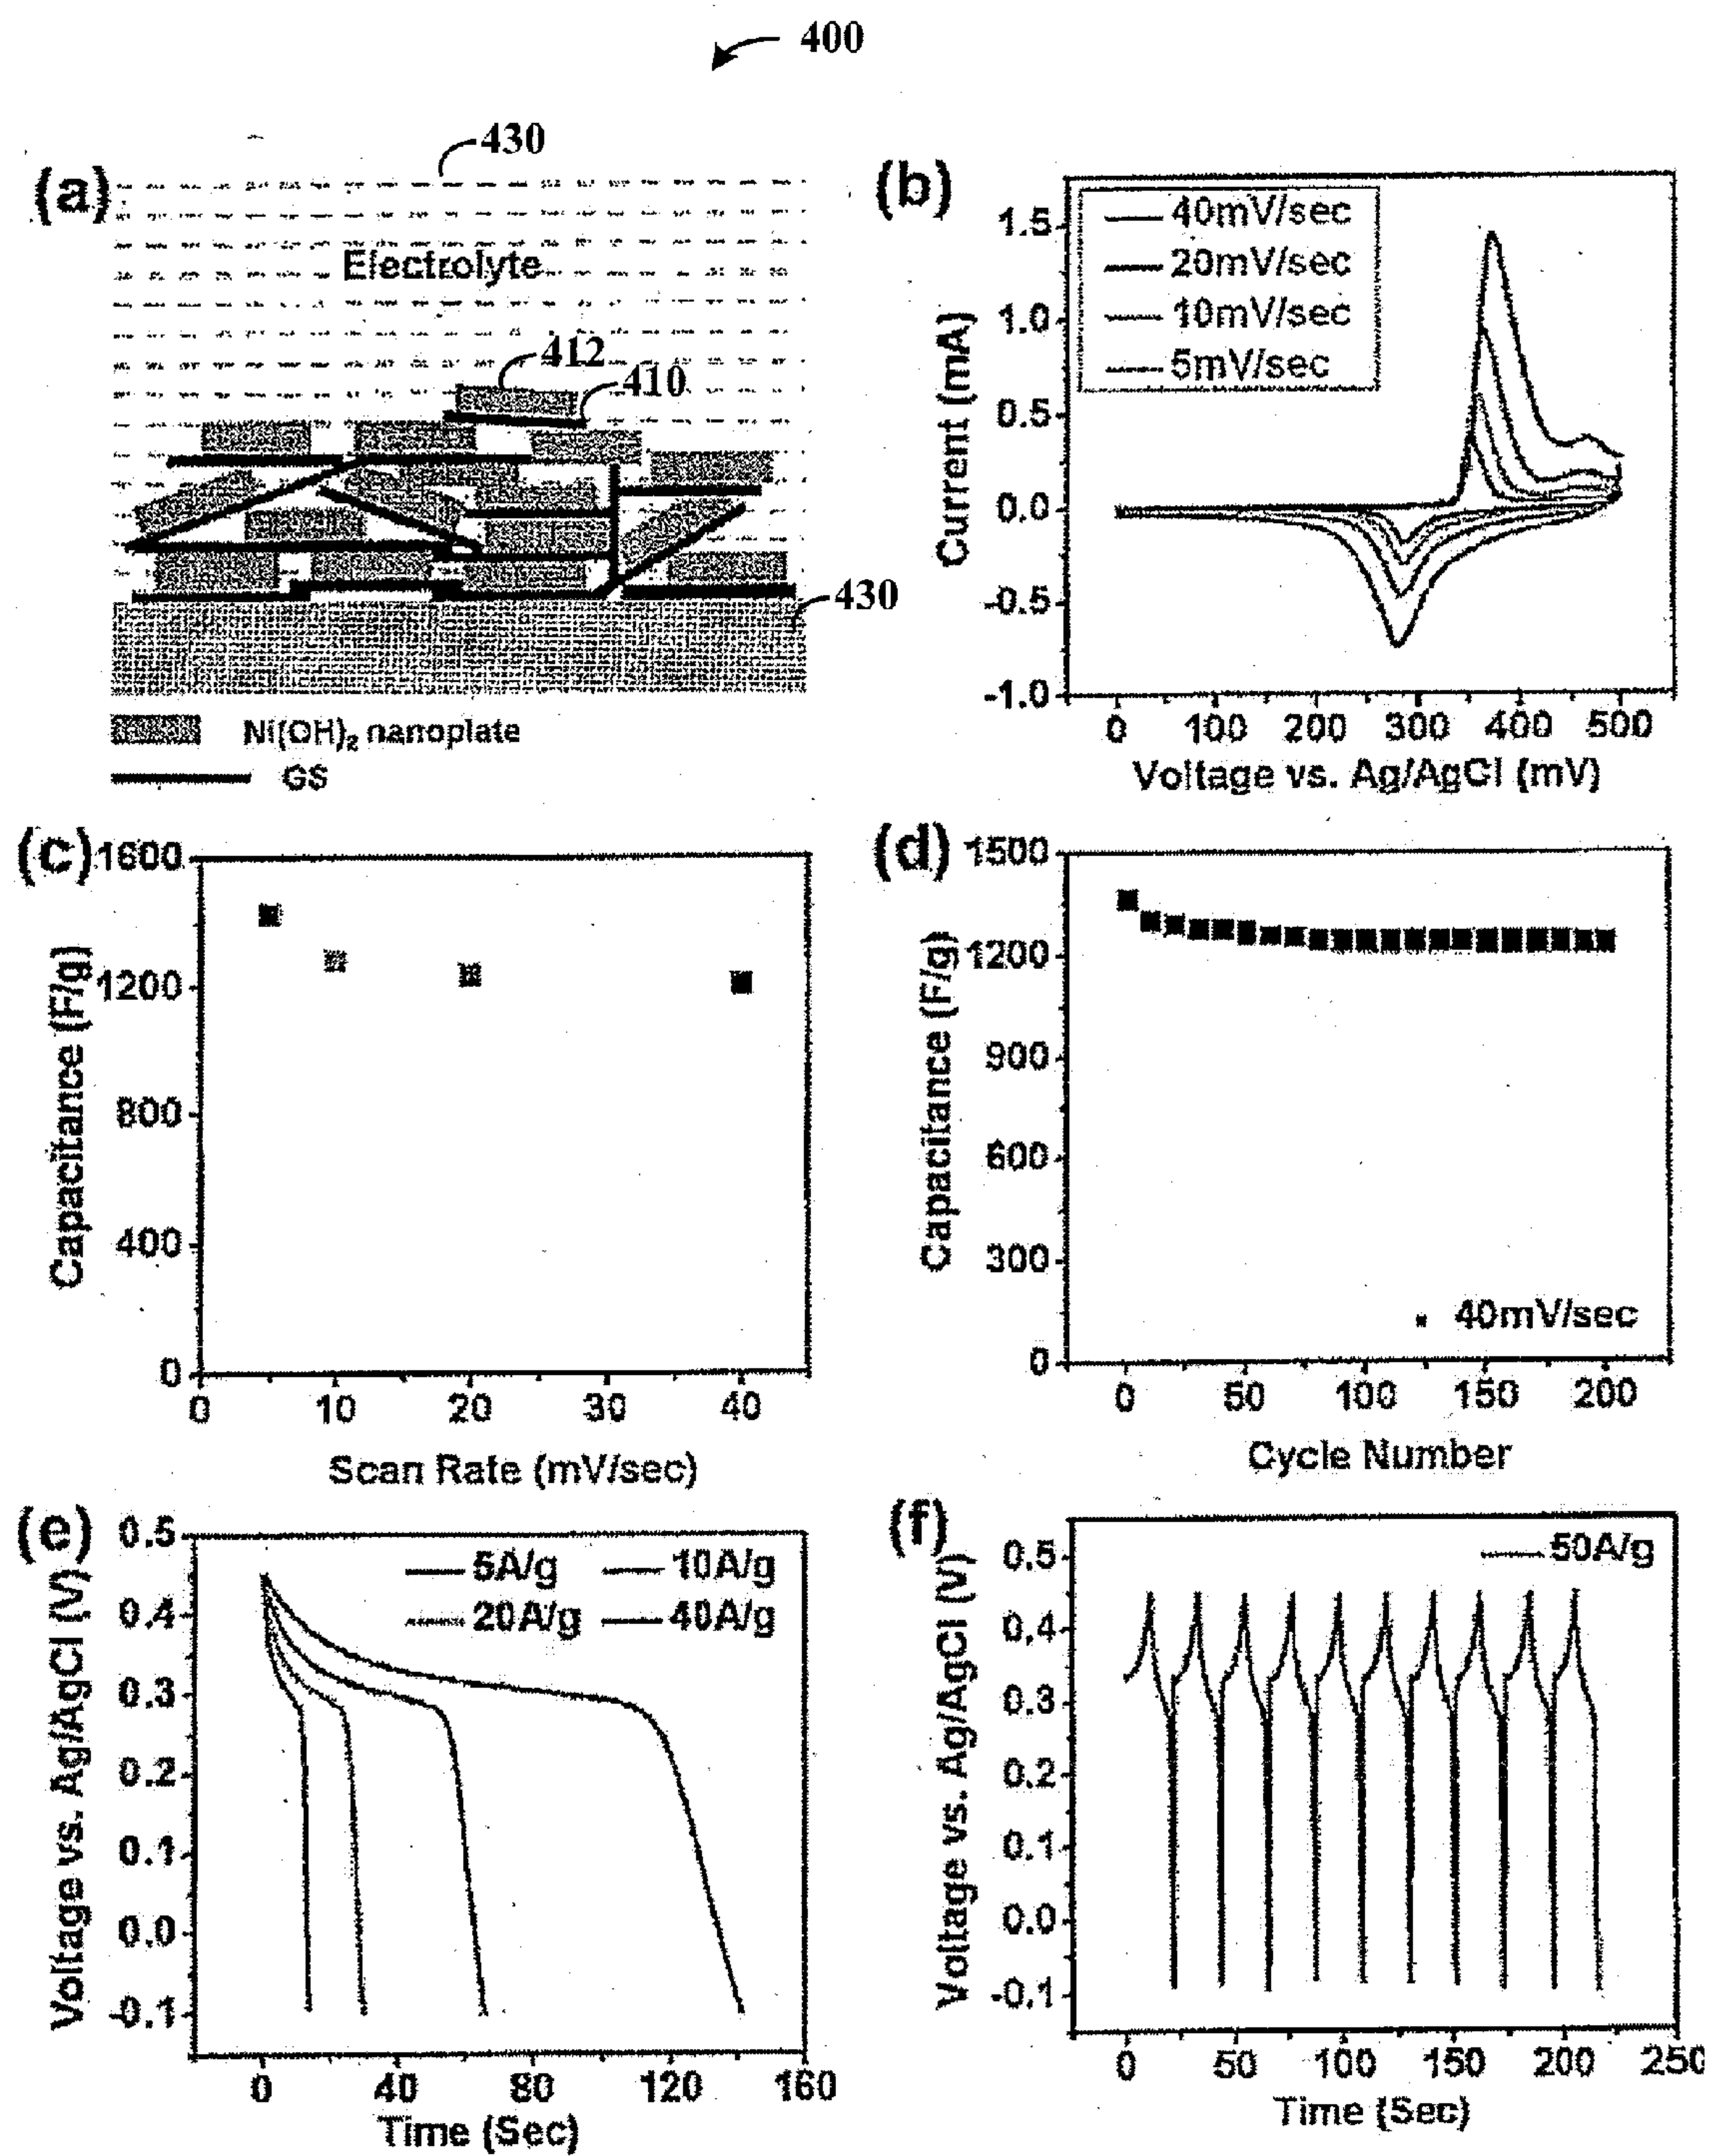 400
(a)
430
Electrolyte
412
410
430
Ni(OH)₂ nanoplate
GS
(b)
40mV/sec
20mV/sec
10mV/sec
5mV/sec
1.5
1.0
0.5
0.0
-0.5
-1.0
Current (mA)
0 100 200 300 400 500
Voltage vs. Ag/AgCl (mV)
(c)
1600
1200
800
400
0
Capacitance (F/g)
0 10 20 30 40
Scan Rate (mV/sec)
(d)
1500
1200
900
600
300
0
Capacitance (F/g)
40mV/sec
0 50 100 150 200
Cycle Number
(e)
0.5
0.4
0.3
0.2
0.1
0.0
-0.1
Voltage vs. Ag/AgCl (V)
5A/g 10A/g
20A/g 40A/g
0 40 80 120 160
Time (Sec)
(f)
0.5
0.4
0.3
0.2
0.1
0.0
-0.1
Voltage vs. Ag/AgCl (V)
50A/g
0 50 100 150 200 250
Time (Sec)